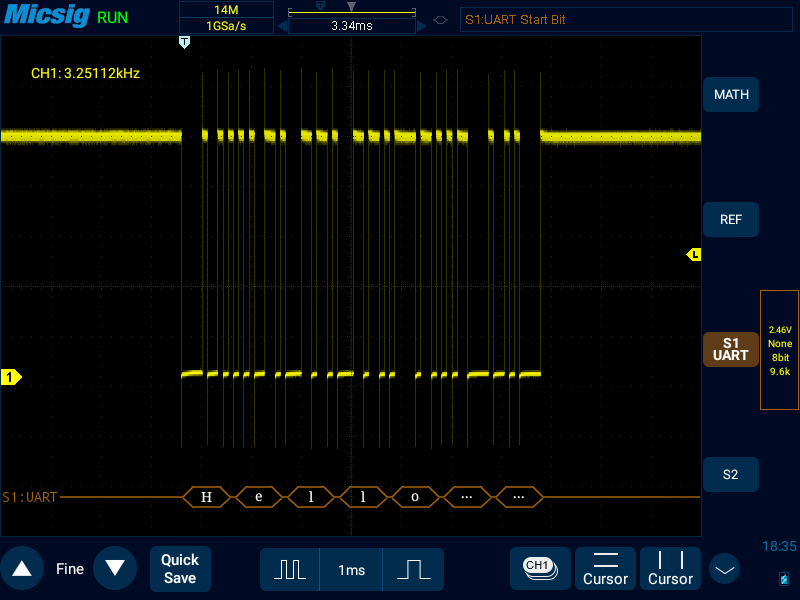 Micsig RUN
14M
1GSa/s
T
3.34ms
S1:UART Start Bit
CH1:3.25112kHz
MATH
REF
L
S1
UART
2.46V
None
8bit
9.6k
1
S2
S1:UART H e l l o ... ...
18:35
Fine
Quick
Save
1ms
CH1
Cursor
Cursor